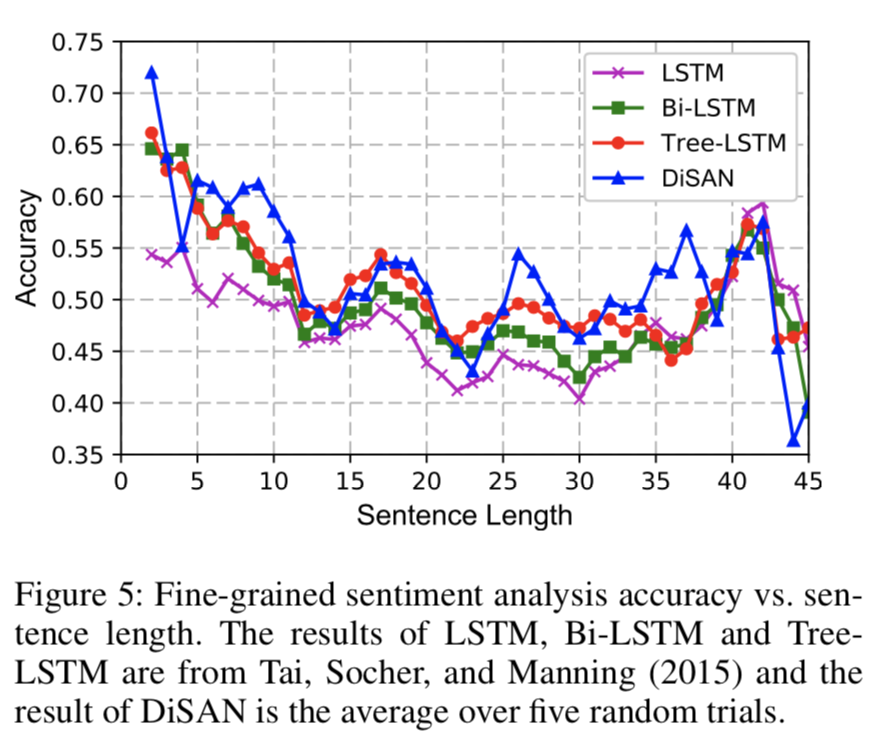 0.75
0.70
0.65
0.60
0.55
0.50
0.45
0.40
0.35
Accuracy
LSTM
Bi-LSTM
Tree-LSTM
DiSAN
0 5 10 15 20 25 30 35 40 45
Sentence Length
Figure 5: Fine-grained sentiment analysis accuracy vs. sen-
tence length. The results of LSTM, Bi-LSTM and Tree-
LSTM are from Tai, Socher, and Manning (2015) and the
result of DiSAN is the average over five random trials.